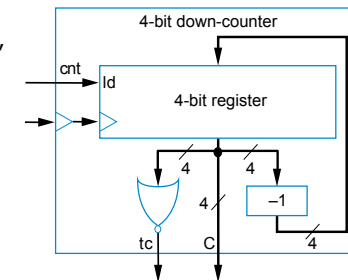 4-bit down-counter
,
cnt
ld
4-bit register
4
4
4
–1
4
tc
C